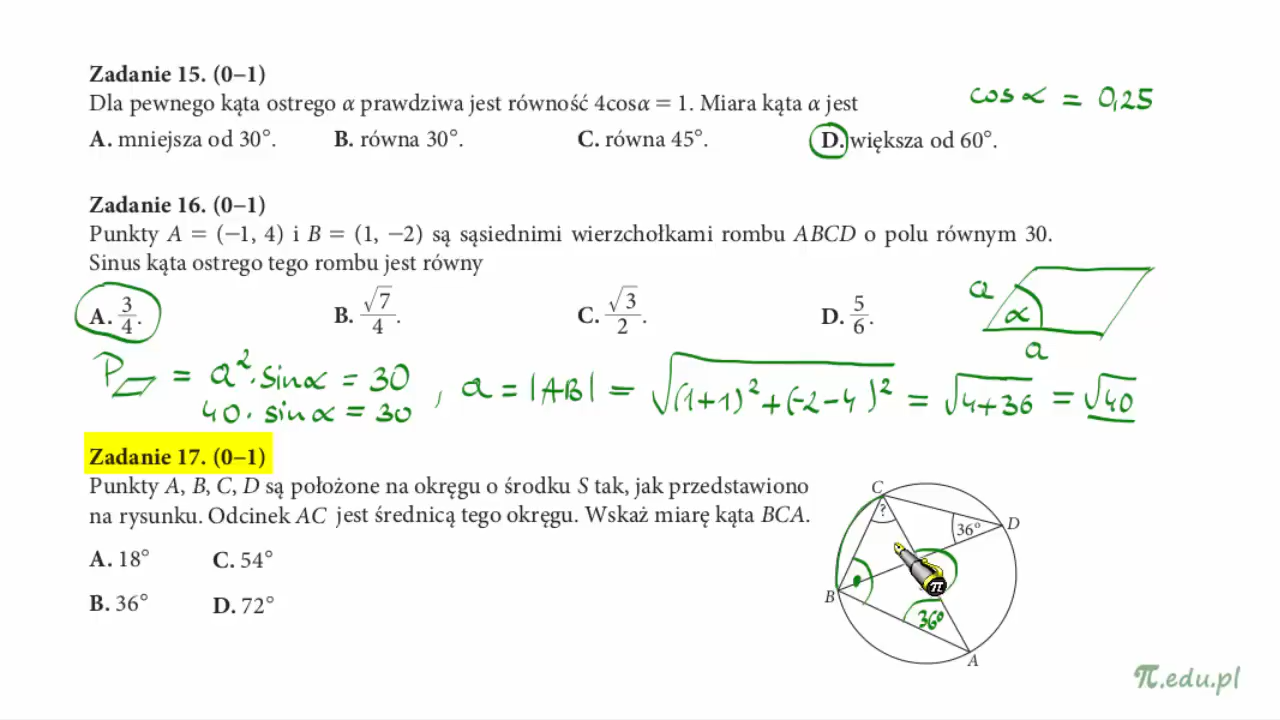 Zadanie 15. (0–1)
Dla pewnego kąta ostrego α prawdziwa jest równość 4cosα = 1. Miara kąta α jest
cos α = 0,25
A. mniejsza od 30°. B. równa 30°. C. równa 45°. D. większa od 60°.
Zadanie 16. (0–1)
Punkty A = (−1, 4) i B = (1, −2) są sąsiednimi wierzchołkami rombu ABCD o polu równym 30.
Sinus kąta ostrego tego rombu jest równy
A. 3/4. B. √7/4. C. √3/2. D. 5/6.
a α
a
P▱ = a²·sinα = 30 , a = |AB| = √(1+1)²+(-2-4)² = √4+36 = √40
40·sinα = 30
Zadanie 17. (0–1)
Punkty A, B, C, D są położone na okręgu o środku S tak, jak przedstawiono
na rysunku. Odcinek AC jest średnicą tego okręgu. Wskaż miarę kąta BCA.
A. 18° C. 54°
B. 36° D. 72°
C
?
36° D
π
B
36°
A
π.edu.pl